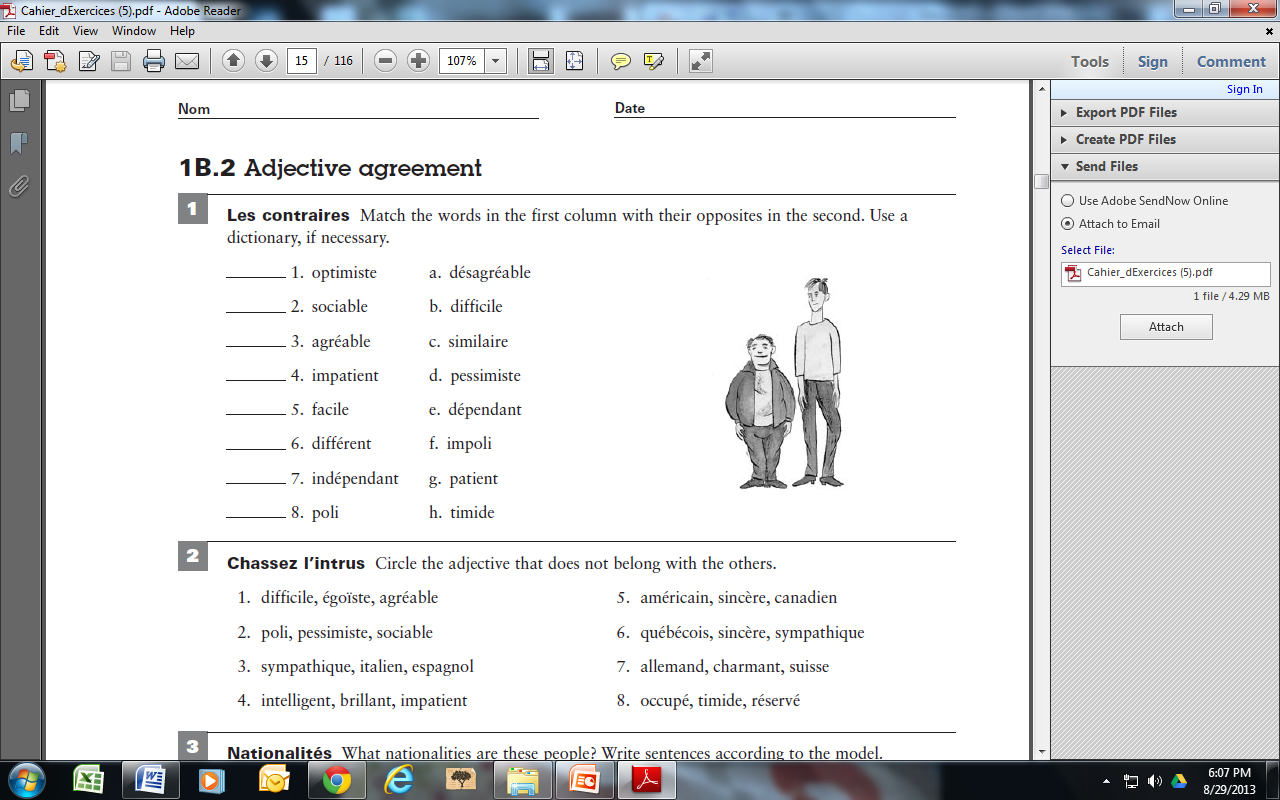 Cahier_dExercices (5).pdf - Adobe Reader
File Edit View Window Help
15 / 116 107% Tools Sign Comment
Sign In
Export PDF Files
Create PDF Files
Send Files
Use Adobe SendNow Online
Attach to Email
Select File:
Cahier_dExercices (5).pdf
1 file / 4.29 MB
Attach
Nom Date
1B.2 Adjective agreement
1 Les contraires Match the words in the first column with their opposites in the second. Use a
dictionary, if necessary.
1. optimiste a. désagréable
2. sociable b. difficile
3. agréable c. similaire
4. impatient d. pessimiste
5. facile e. dépendant
6. différent f. impoli
7. indépendant g. patient
8. poli h. timide
2 Chassez l'intrus Circle the adjective that does not belong with the others.
1. difficile, égoïste, agréable
2. poli, pessimiste, sociable
3. sympathique, italien, espagnol
4. intelligent, brillant, impatient
5. américain, sincère, canadien
6. québécois, sincère, sympathique
7. allemand, charmant, suisse
8. occupé, timide, réservé
3 Nationalités What nationalities are these people? Write sentences according to the model.
6:07 PM
8/29/2013